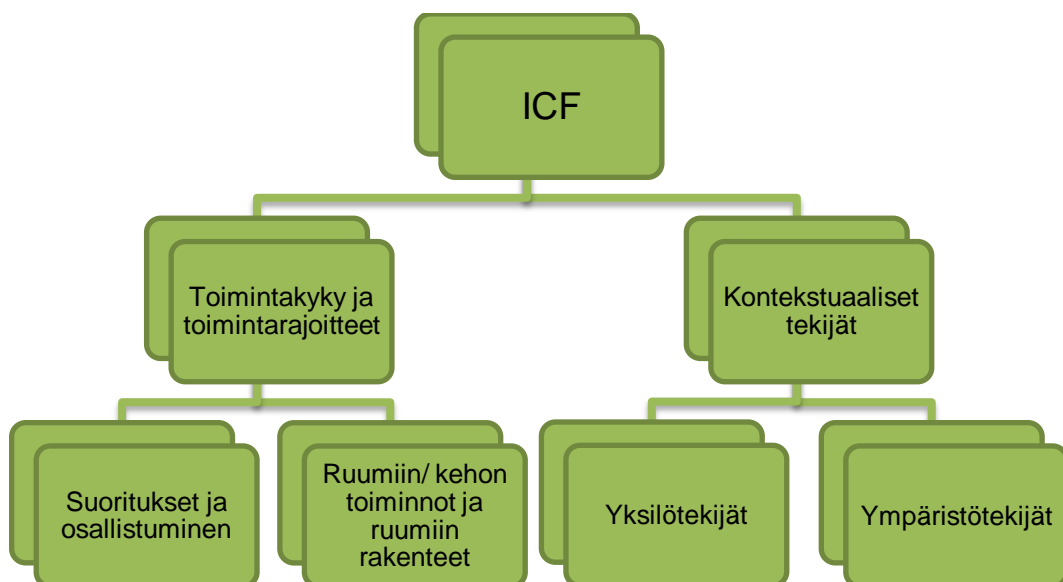 ICF
Toimintakyky ja
toimintarajoitteet
Kontekstuaaliset
tekijät
Suoritukset ja
osallistuminen
Ruumiin/ kehon
toiminnot ja
ruumiin
rakenteet
Yksilötekijät
Ympäristötekijät